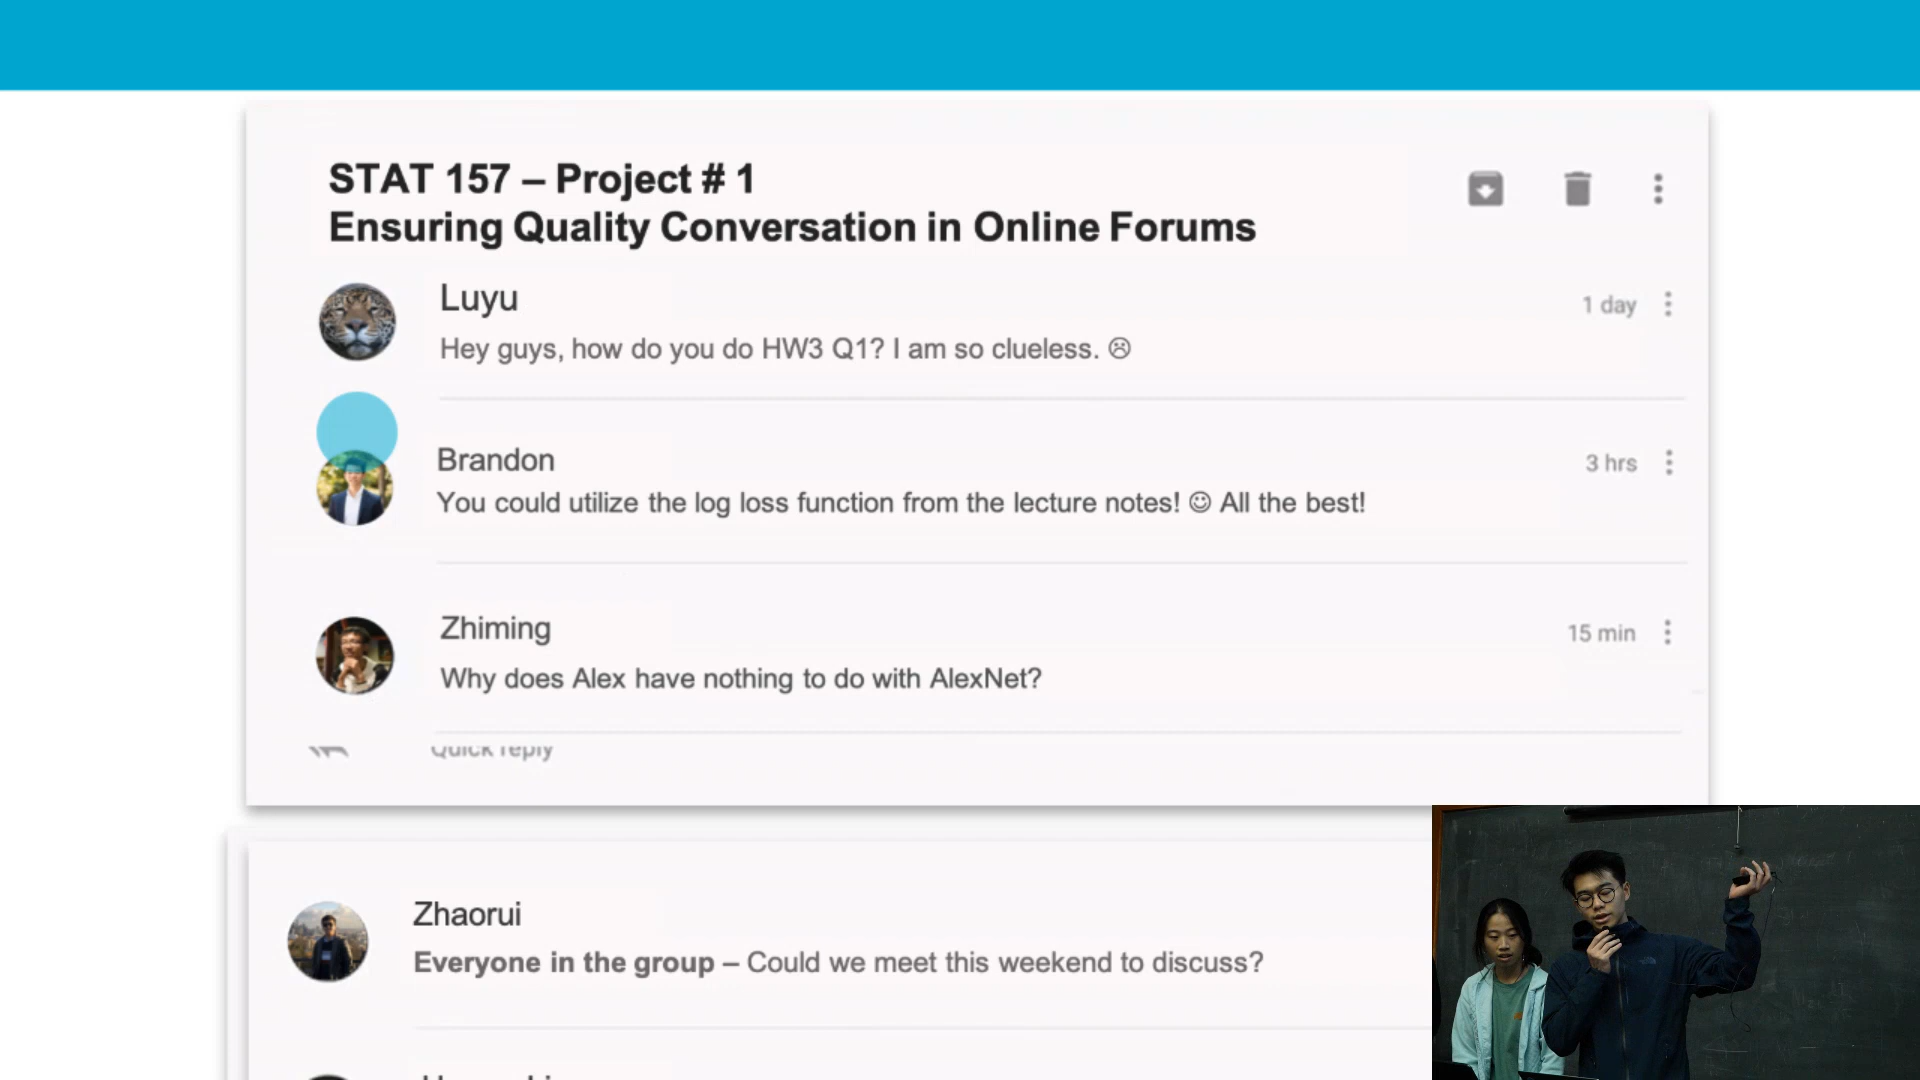 STAT 157 – Project # 1
Ensuring Quality Conversation in Online Forums
Luyu
1 day
Hey guys, how do you do HW3 Q1? I am so clueless. ☹
Brandon
3 hrs
You could utilize the log loss function from the lecture notes! ☺ All the best!
Zhiming
15 min
Why does Alex have nothing to do with AlexNet?
Quick reply
Zhaorui
Everyone in the group – Could we meet this weekend to discuss?